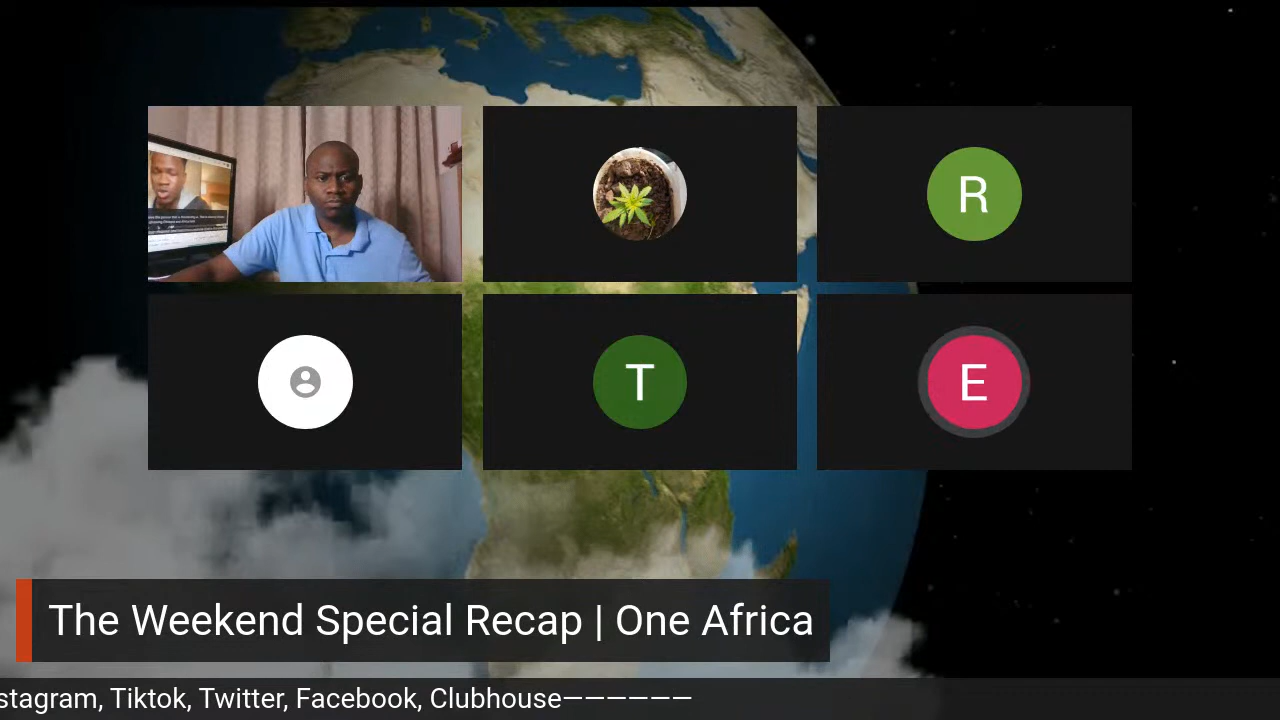 R
T
E
The Weekend Special Recap | One Africa
stagram, Tiktok, Twitter, Facebook, Clubhouse——————